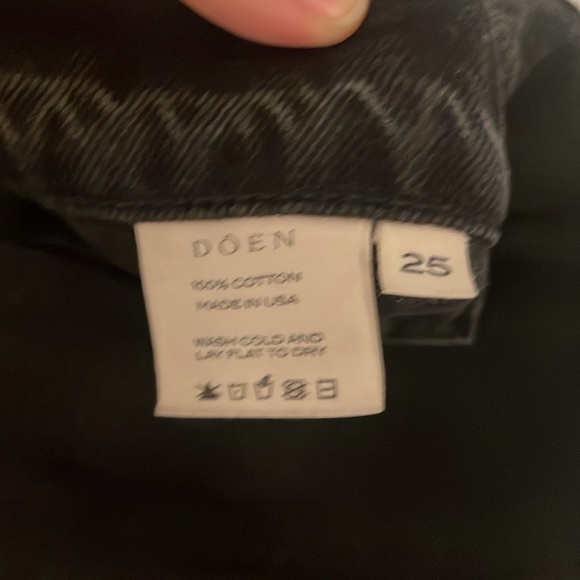 DÔEN
25
100% COTTON
MADE IN USA
WASH COLD AND
LAY FLAT TO DRY